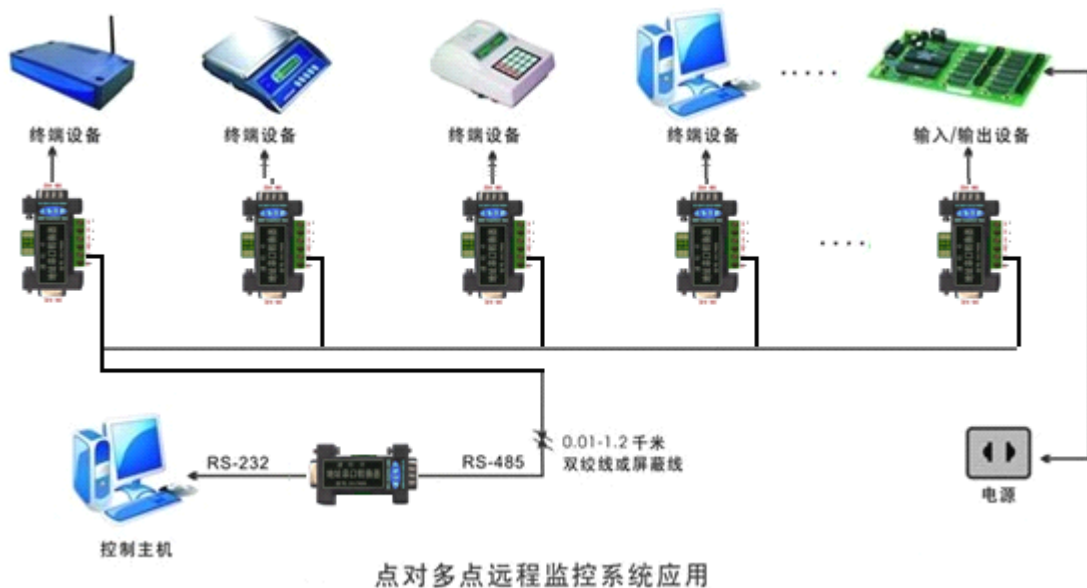 终端设备
终端设备
终端设备
终端设备
输入/输出设备
RS-232
RS-485
0.01-1.2千米
双绞线或屏蔽线
控制主机
电源
点对多点远程监控系统应用